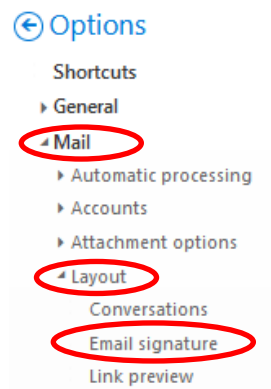 Options
Shortcuts
General
Mail
Automatic processing
Accounts
Attachment options
Layout
Conversations
Email signature
Link preview